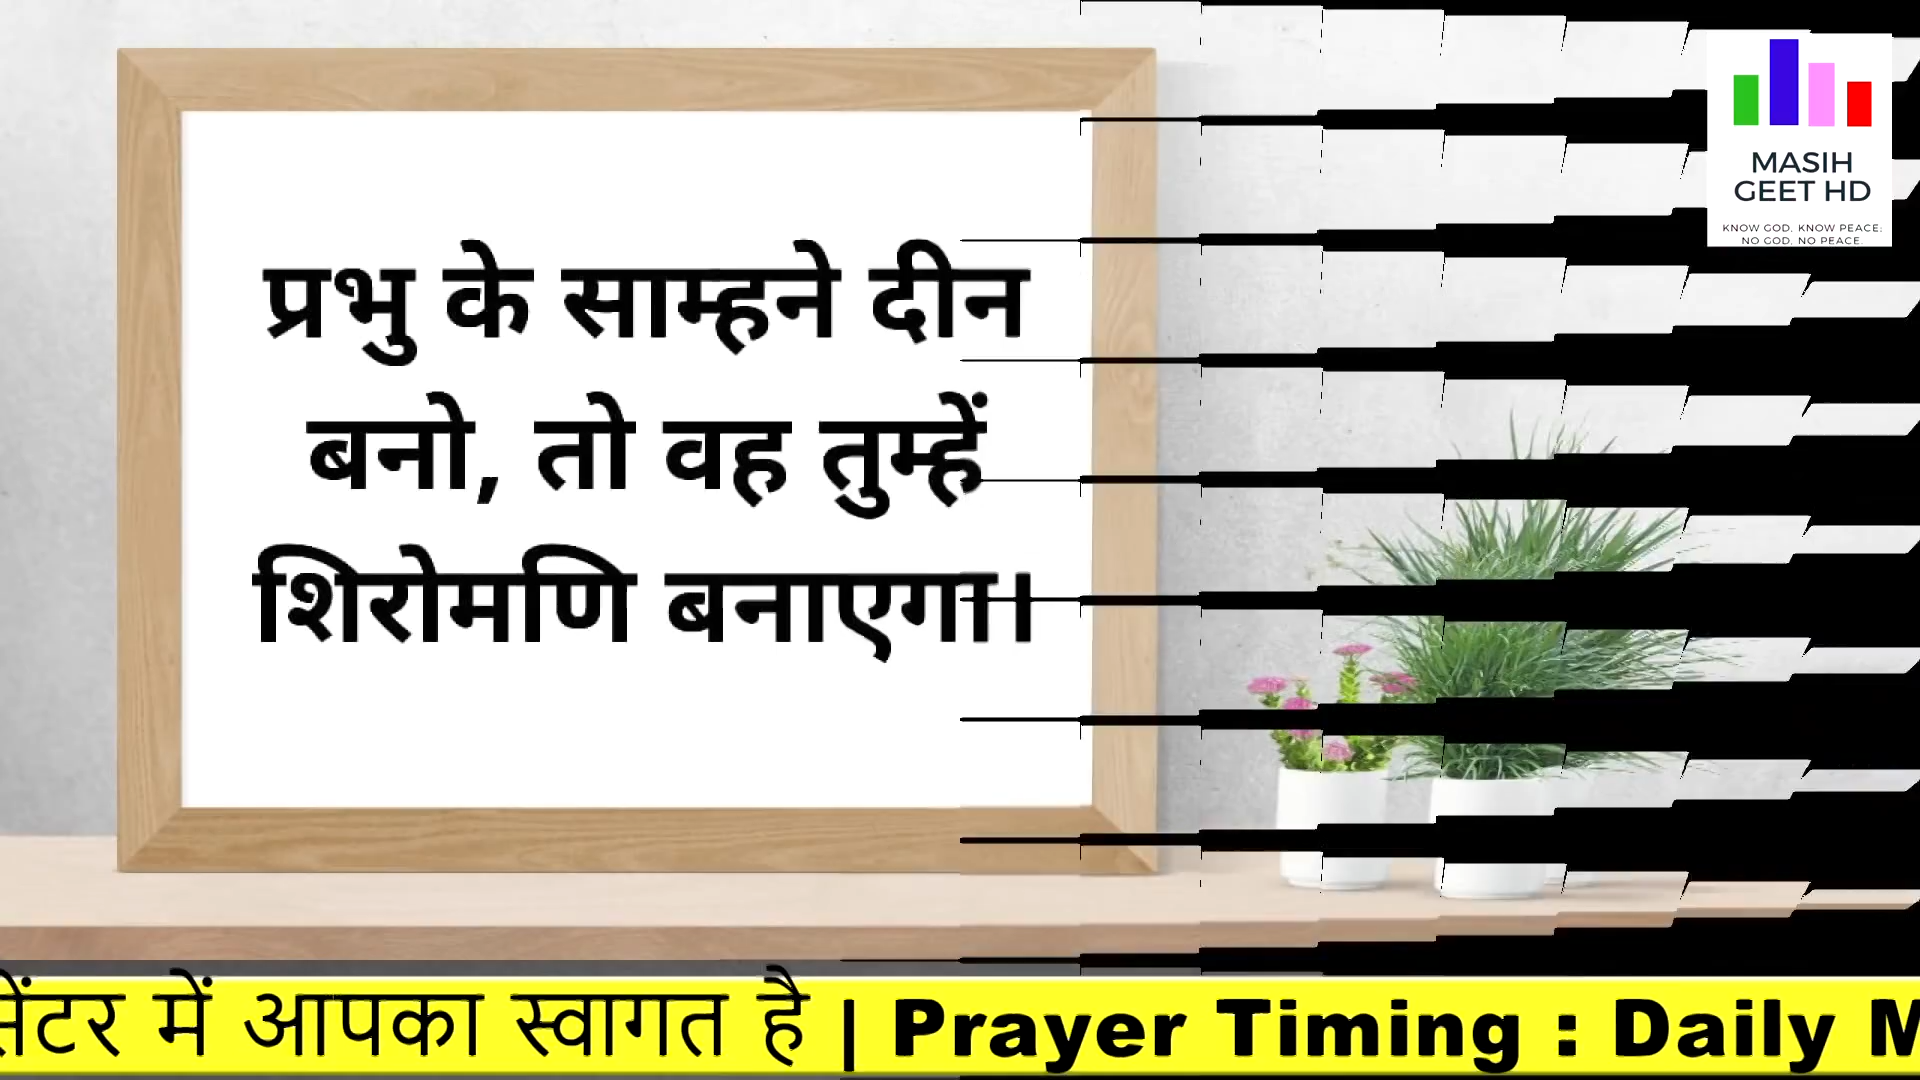 प्रभु के साम्हने दीन
बनो, तो वह तुम्हें
शिरोमणि बनाएगा।
MASIH
GEET HD
KNOW GOD, KNOW PEACE;
NO GOD, NO PEACE.
में आपका स्वागत है | Prayer Timing : Daily